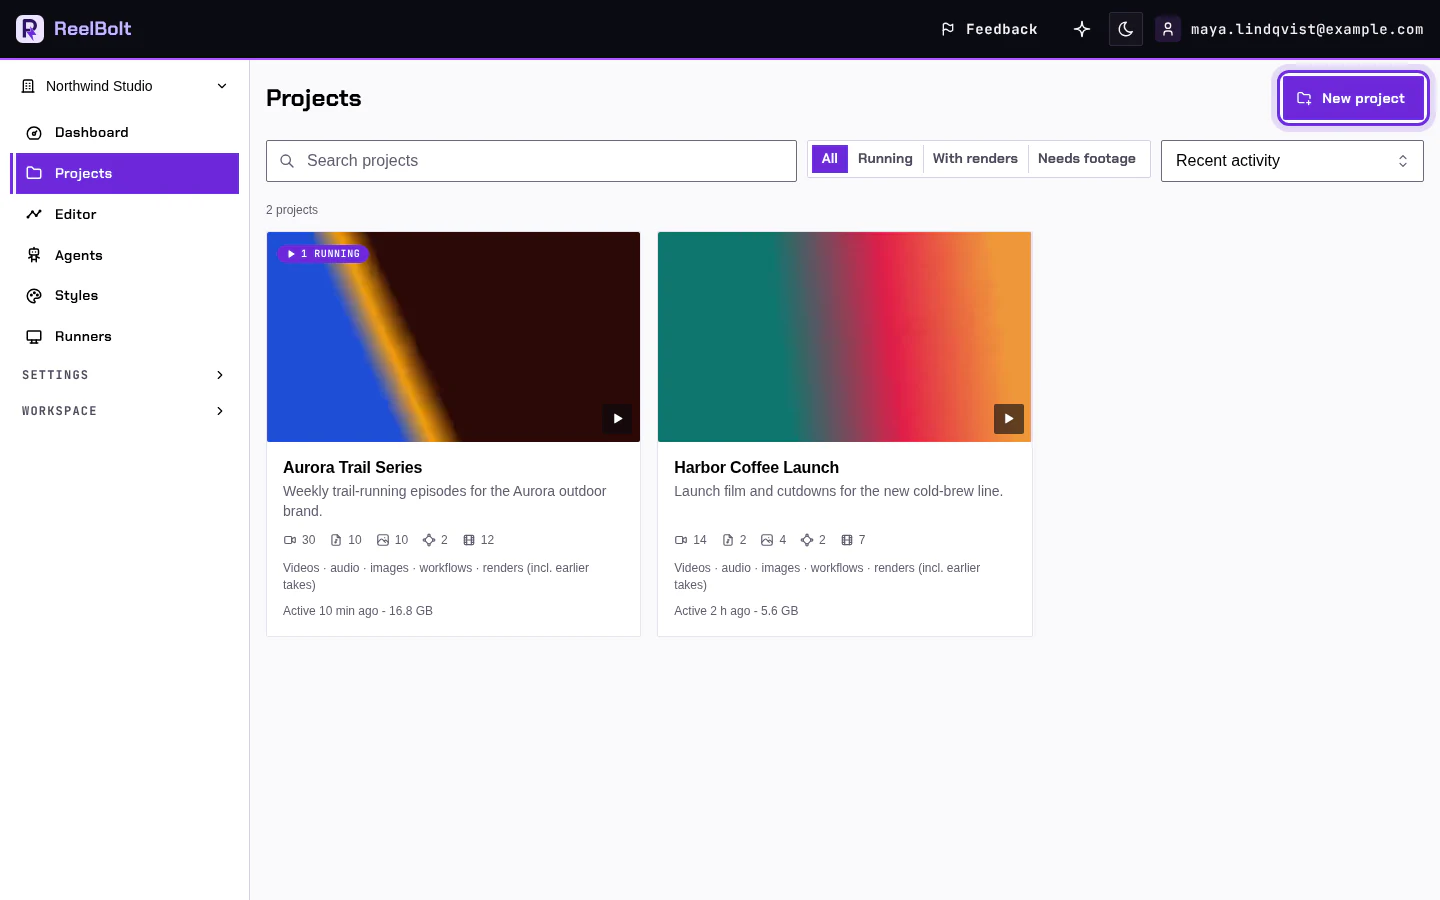 ReelBolt
Feedback
maya.lindqvist@example.com
Northwind Studio
Dashboard
Projects
Editor
Agents
Styles
Runners
SETTINGS
WORKSPACE
Projects
New project
Search projects
All
Running
With renders
Needs footage
Recent activity
2 projects
1 RUNNING
Aurora Trail Series
Weekly trail-running episodes for the Aurora outdoor
brand.
30 10 10 2 12
Videos · audio · images · workflows · renders (incl. earlier
takes)
Active 10 min ago - 16.8 GB
Harbor Coffee Launch
Launch film and cutdowns for the new cold-brew line.
14 2 4 2 7
Videos · audio · images · workflows · renders (incl. earlier
takes)
Active 2 h ago - 5.6 GB